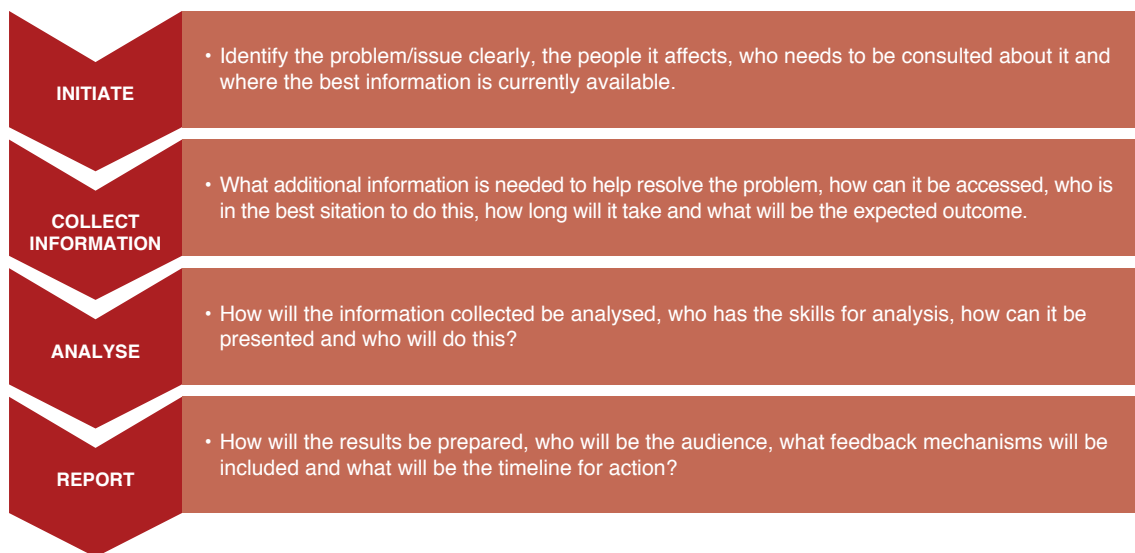 INITIATE
• Identify the problem/issue clearly, the people it affects, who needs to be consulted about it and
where the best information is currently available.
COLLECT
INFORMATION
• What additional information is needed to help resolve the problem, how can it be accessed, who is
in the best sitation to do this, how long will it take and what will be the expected outcome.
ANALYSE
• How will the information collected be analysed, who has the skills for analysis, how can it be
presented and who will do this?
REPORT
• How will the results be prepared, who will be the audience, what feedback mechanisms will be
included and what will be the timeline for action?